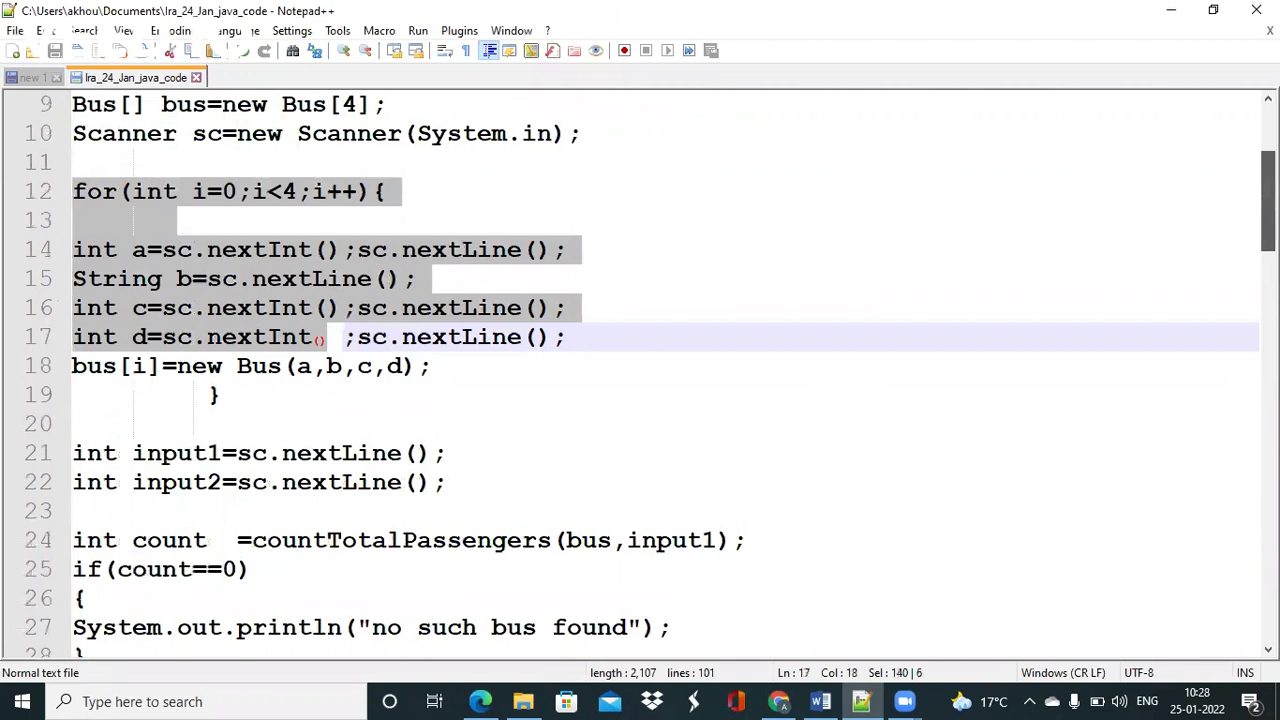 C:\Users\akhou\Documents\Ira_24_Jan_java_code - Notepad++
File Search View Window ?
Settings Tools Macro Run Plugins
X
new 1 Ira_24_Jan_java_code
9 Bus[] bus=new Bus[4];
10 Scanner sc=new Scanner(System.in);
11
12 for(int i=0;i<4;i++){
13
14 int a=sc.nextInt();sc.nextLine();
15 String b=sc.nextLine();
16 int c=sc.nextInt();sc.nextLine();
17 int d=sc.nextInt() ;sc.nextLine();
18 bus[i]=new Bus(a,b,c,d);
19 }
20
21 int input1=sc.nextLine();
22 int input2=sc.nextLine();
23
24 int count =countTotalPassengers(bus,input1);
25 if(count==0)
26 {
27 System.out.println("no such bus found");
28 }
Normal text file length : 2,107 lines : 101 Ln : 17 Col : 18 Sel : 140 | 6 Windows (CR LF) UTF-8 INS
Type here to search 17°C ENG 10:28
25-01-2022 2